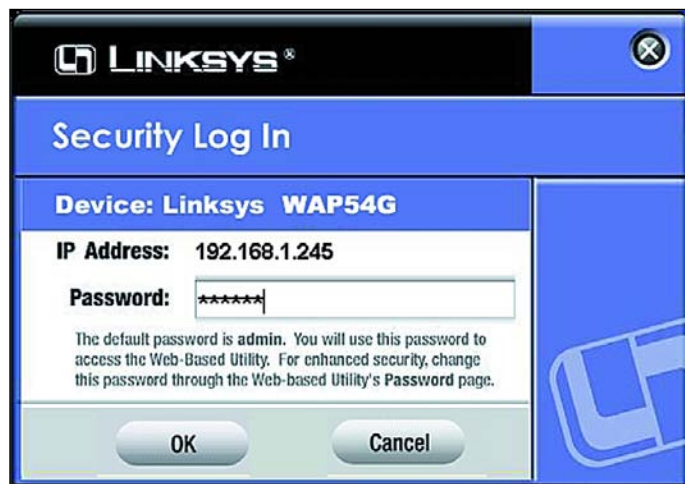 LINKSYS®
Security Log In
Device: Linksys WAP54G
IP Address: 192.168.1.245
Password: ******
The default password is admin. You will use this password to
access the Web-Based Utility. For enhanced security, change
this password through the Web-based Utility's Password page.
OK Cancel